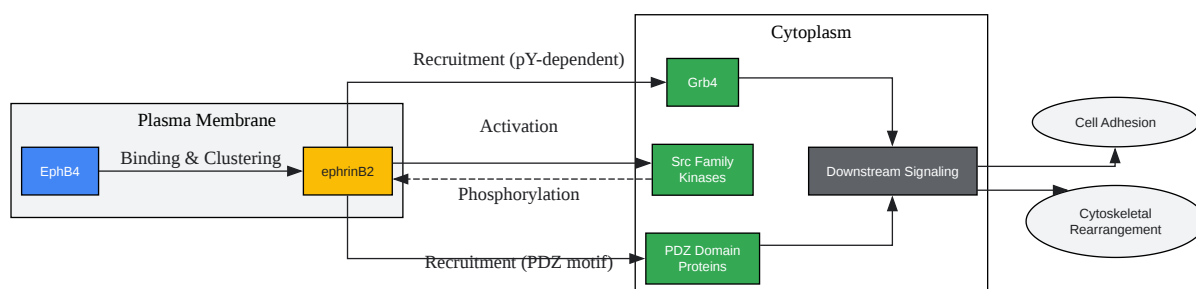 Cytoplasm
Recruitment (pY-dependent)
Grb4
Plasma Membrane
Activation
Cell Adhesion
Binding & Clustering
EphB4
ephrinB2
Src Family
Kinases
Downstream Signaling
Phosphorylation
Cytoskeletal
Rearrangement
Recruitment (PDZ motif)
PDZ Domain
Proteins